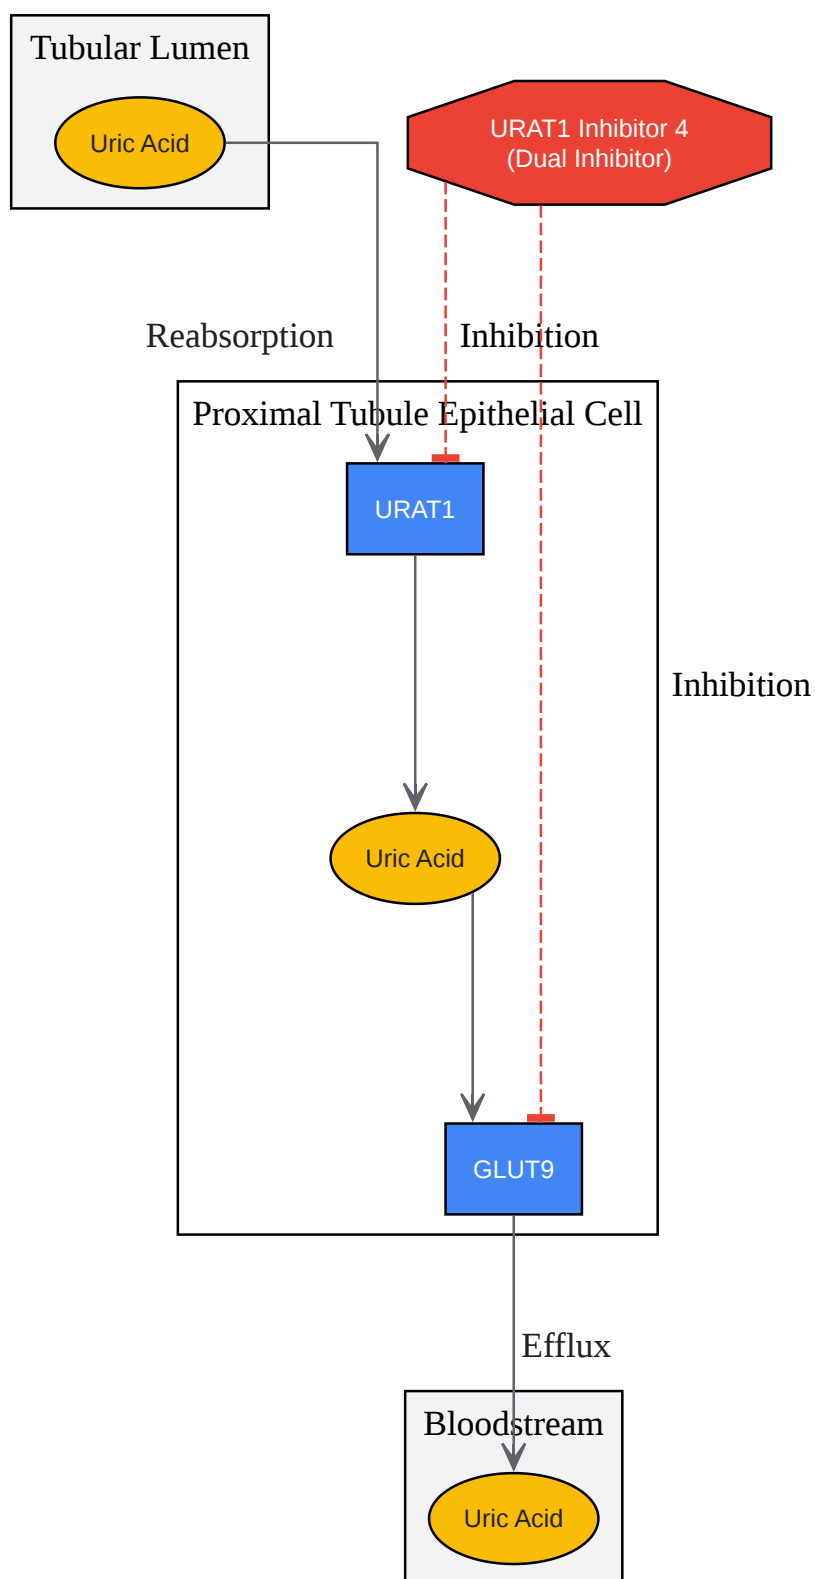 Tubular Lumen
Uric Acid
URAT1 Inhibitor 4
(Dual Inhibitor)
Reabsorption
Inhibition
Proximal Tubule Epithelial Cell
URAT1
Inhibition
Uric Acid
GLUT9
Efflux
Bloodstream
Uric Acid